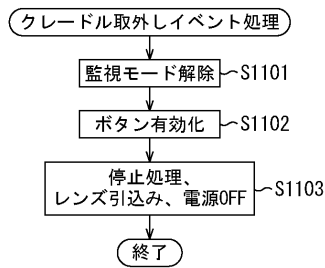 クレードル取外しイベント処理
監視モード解除
S1101
ボタン有効化
S1102
停止処理、
レンズ引込み、電源OFF
S1103
終了